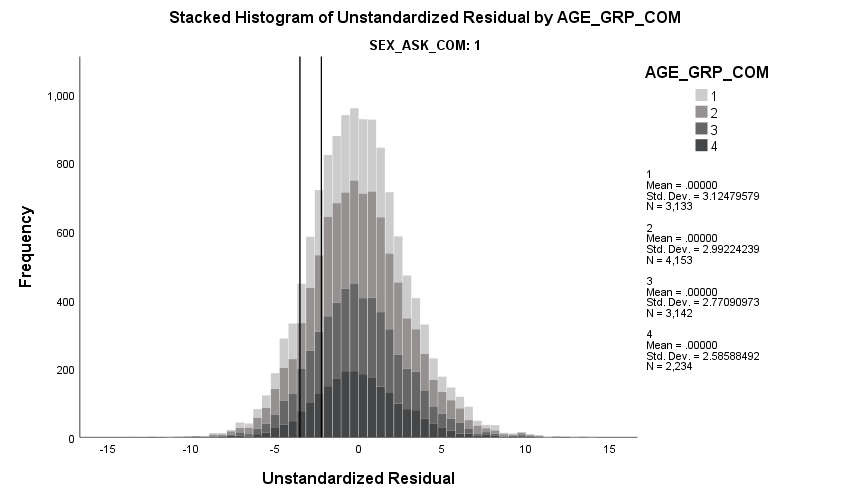 Stacked Histogram of Unstandardized Residual by AGE_GRP_COM
SEX_ASK_COM: 1
AGE_GRP_COM
1
2
3
4
1
Mean = .00000
Std. Dev. = 3.12479579
N = 3,133
2
Mean = .00000
Std. Dev. = 2.99224239
N = 4,153
3
Mean = .00000
Std. Dev. = 2.77090973
N = 3,142
4
Mean = .00000
Std. Dev. = 2.58588492
N = 2,234
Frequency
1,000
800
600
400
200
0
-15 -10 -5 0 5 10 15
Unstandardized Residual